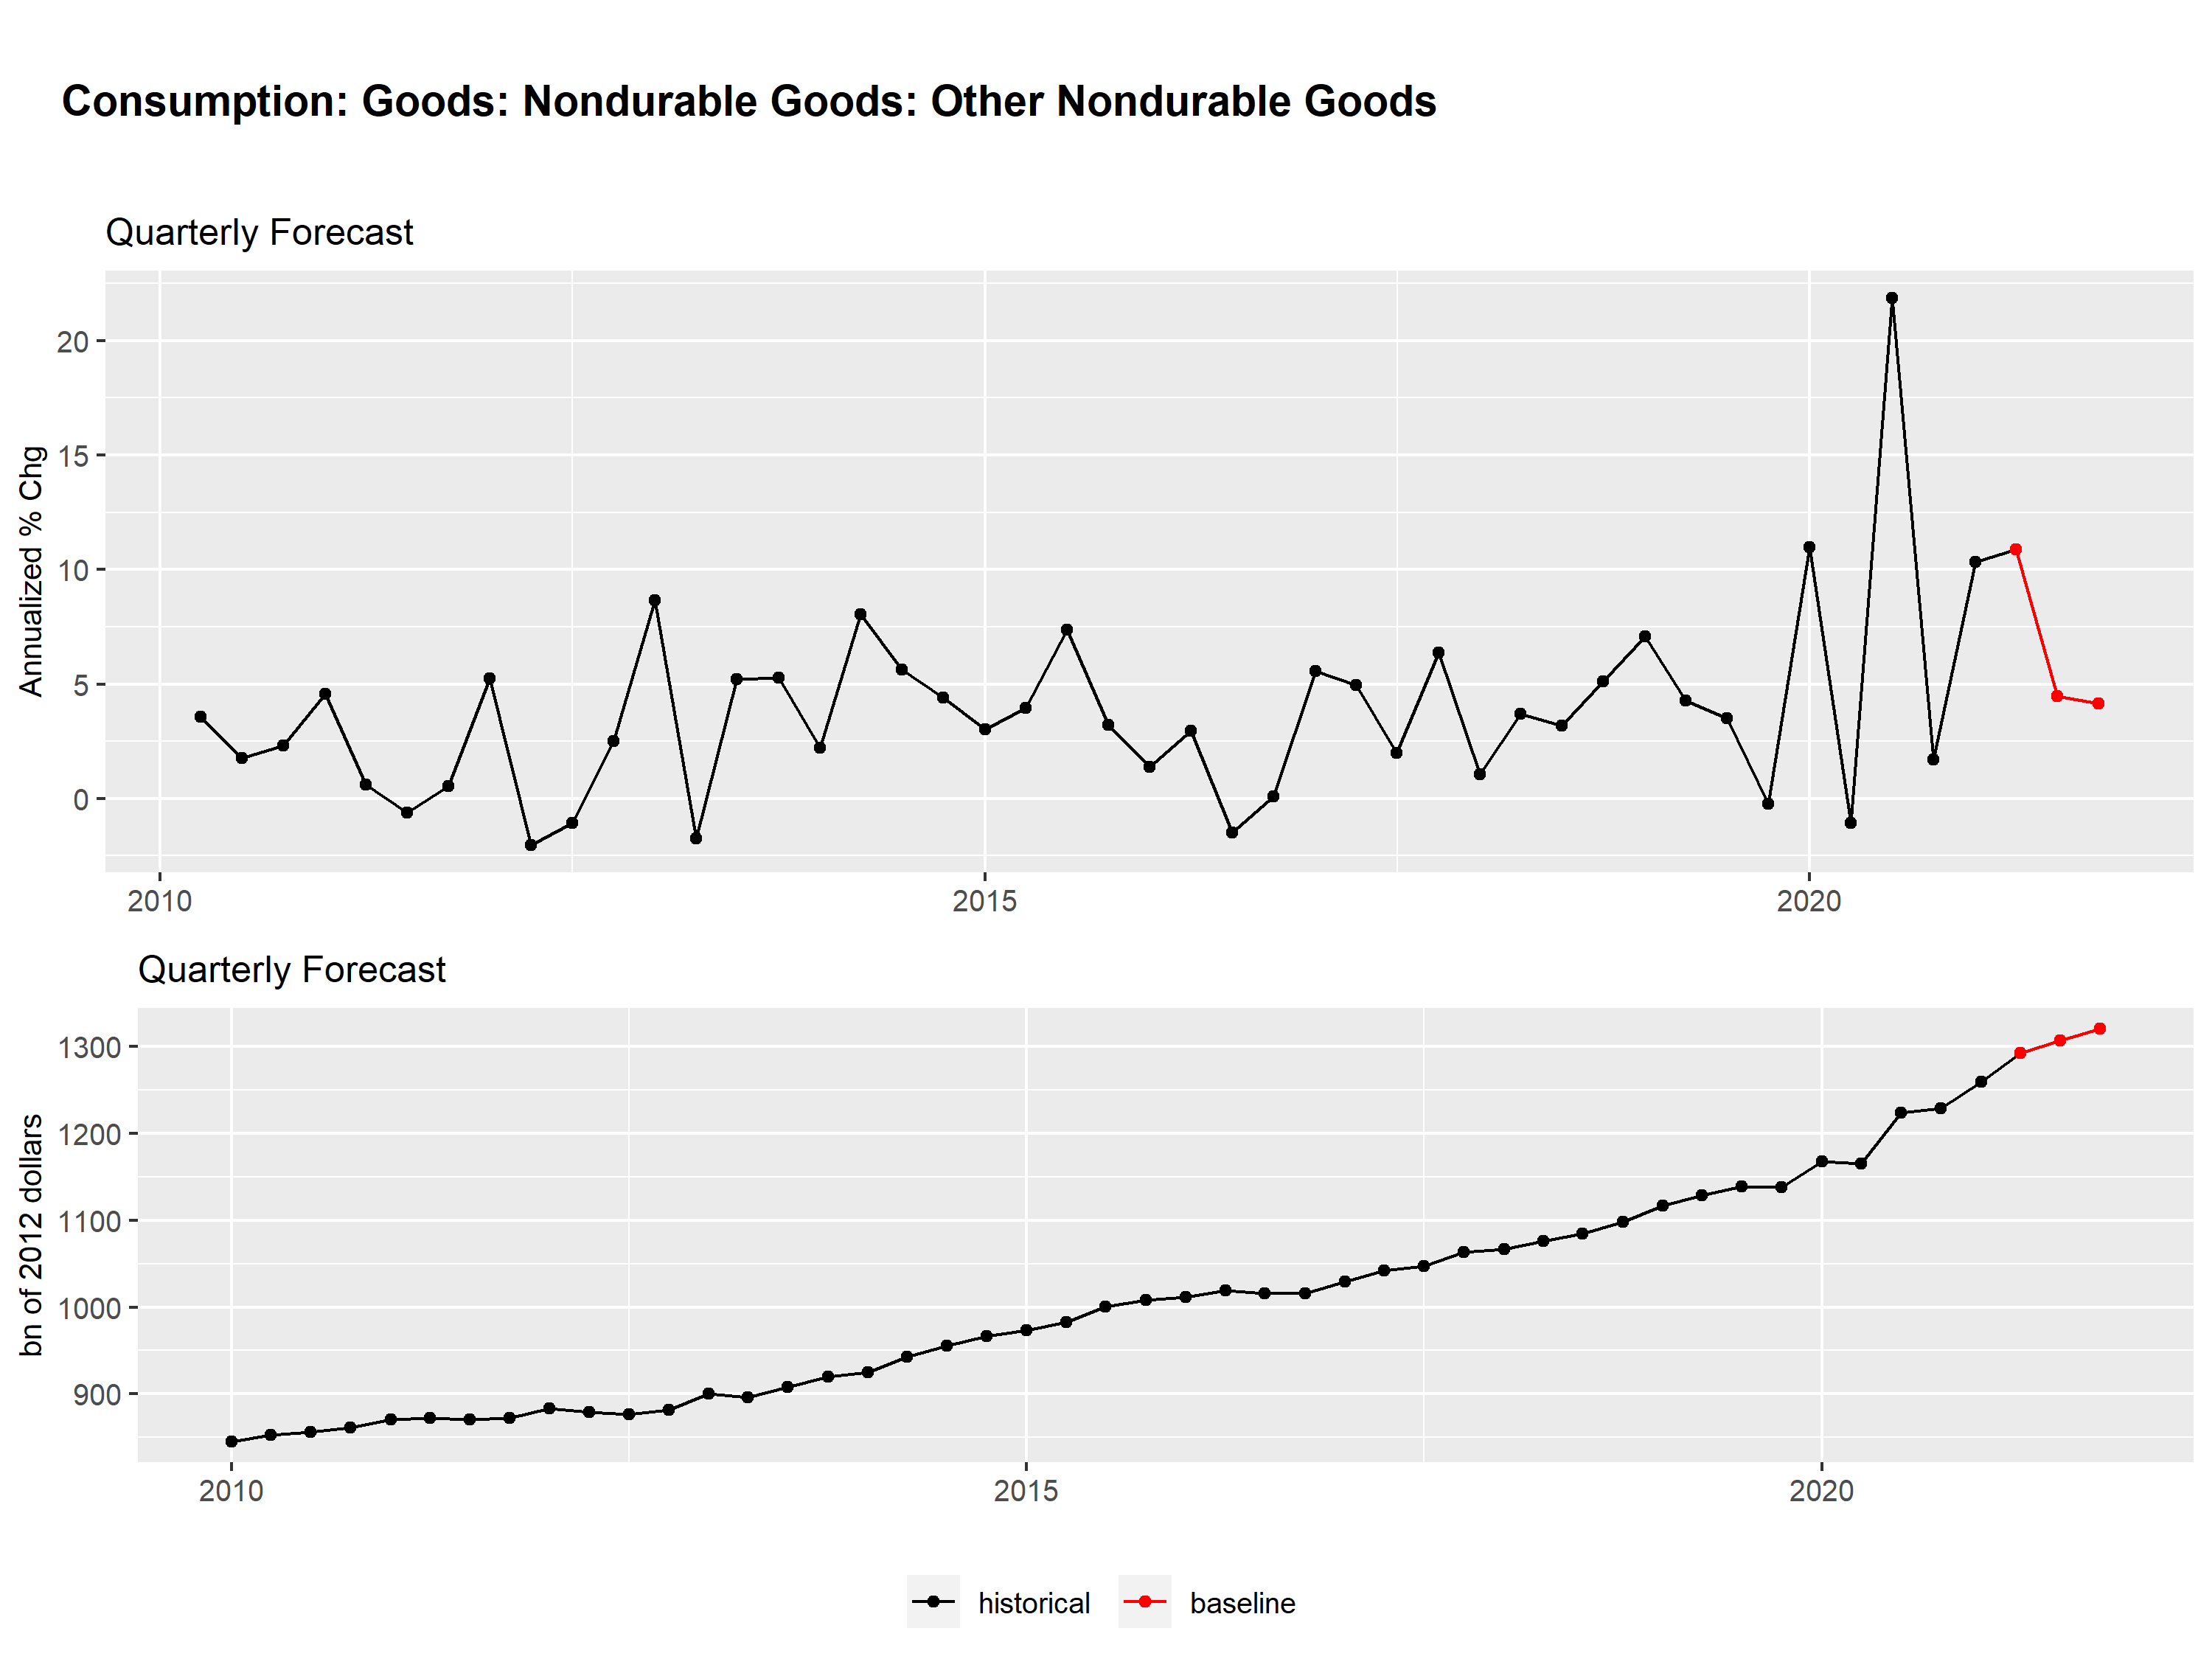 Consumption: Goods: Nondurable Goods: Other Nondurable Goods
Quarterly Forecast
Annualized % Chg
20
15
10
5
0
2010 2015 2020
Quarterly Forecast
bn of 2012 dollars
1300
1200
1100
1000
900
2010 2015 2020
historical baseline